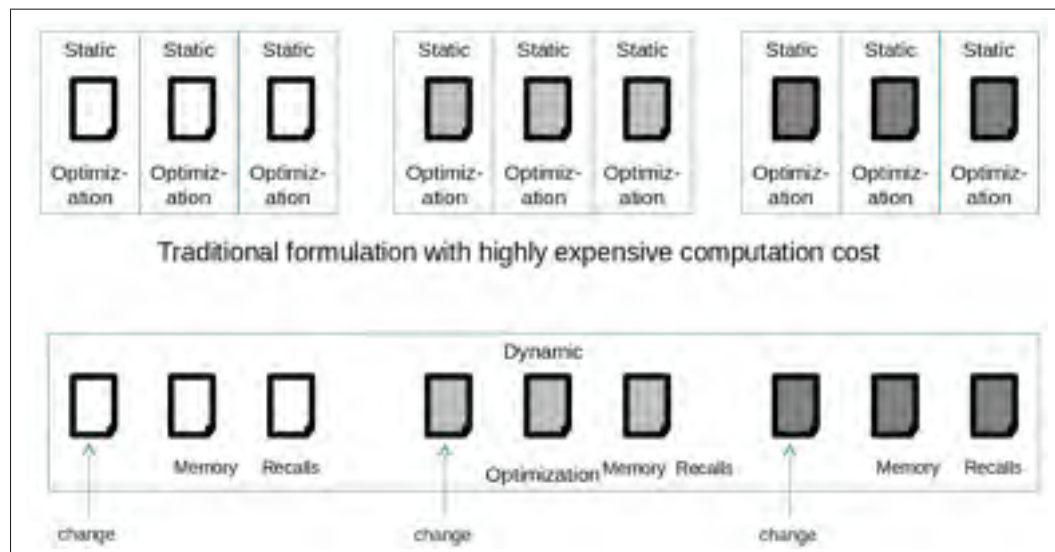 Static Static Static Static Static Static Static Static Static
Optimiz- Optimiz- Optimiz- Optimiz- Optimiz- Optimiz- Optimiz- Optimiz- Optimiz-
ation ation ation ation ation ation ation ation ation
Traditional formulation with highly expensive computation cost
Dynamic
Memory Recalls Optimization Memory Recalls Memory Recalls
change change change